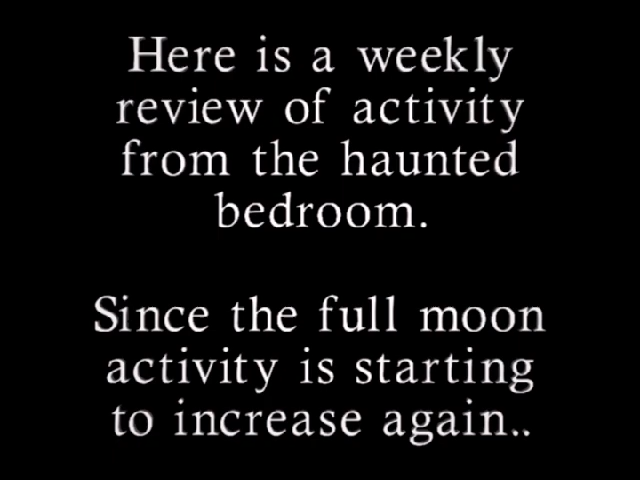 Here is a weekly
review of activity
from the haunted
bedroom.
Since the full moon
activity is starting
to increase again..